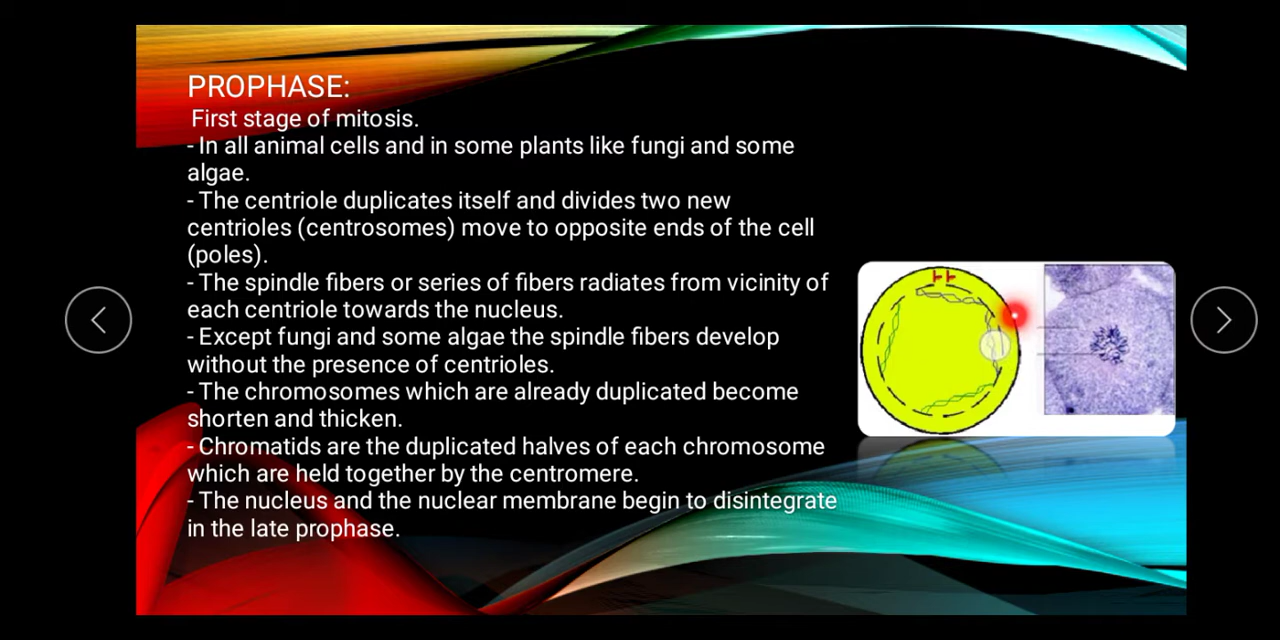 PROPHASE:
First stage of mitosis.
- In all animal cells and in some plants like fungi and some
algae.
- The centriole duplicates itself and divides two new
centrioles (centrosomes) move to opposite ends of the cell
(poles).
- The spindle fibers or series of fibers radiates from vicinity of
each centriole towards the nucleus.
- Except fungi and some algae the spindle fibers develop
without the presence of centrioles.
- The chromosomes which are already duplicated become
shorten and thicken.
- Chromatids are the duplicated halves of each chromosome
which are held together by the centromere.
- The nucleus and the nuclear membrane begin to disintegrate
in the late prophase.